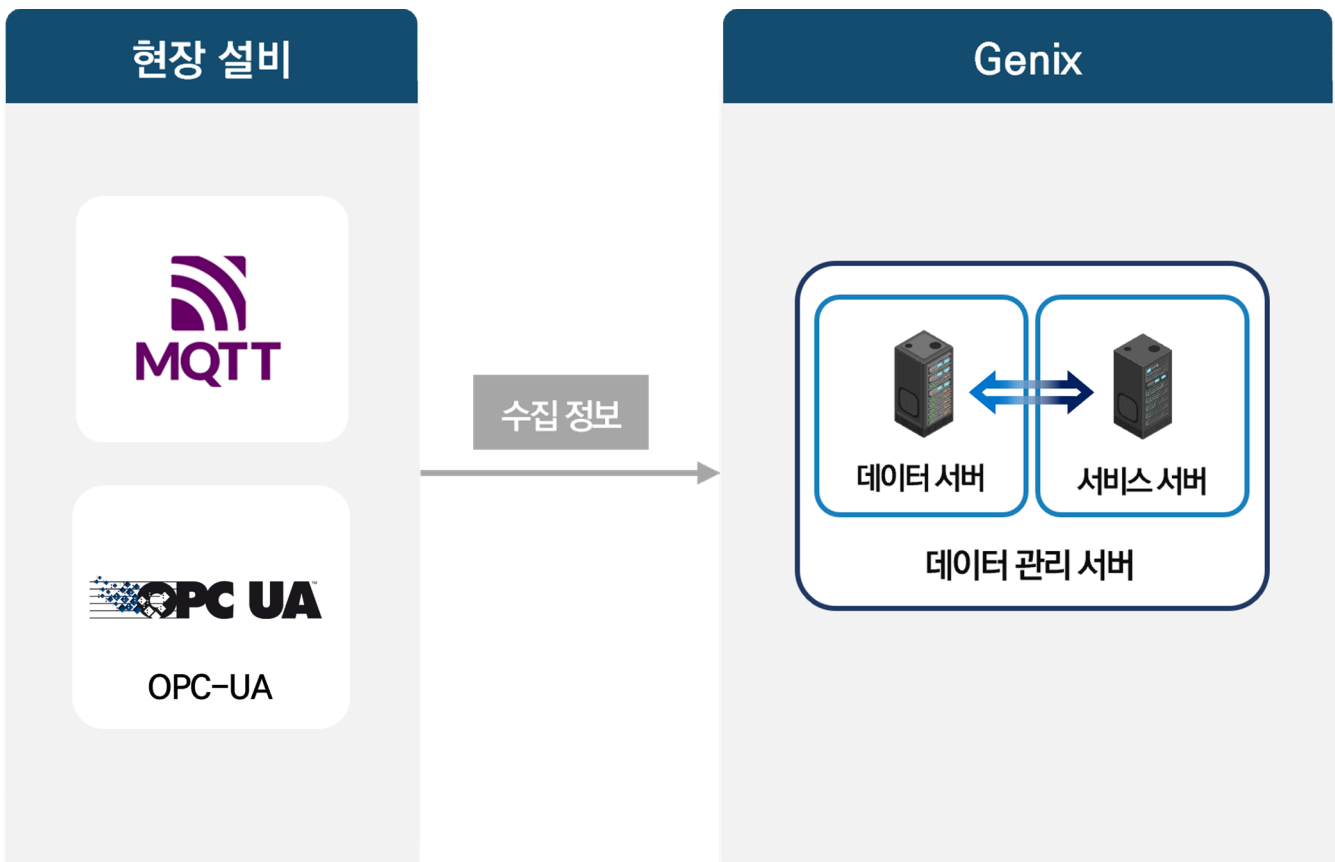 현장 설비
MQTT
OPC UA™
OPC-UA
수집 정보
Genix
데이터 서버
서비스 서버
데이터 관리 서버